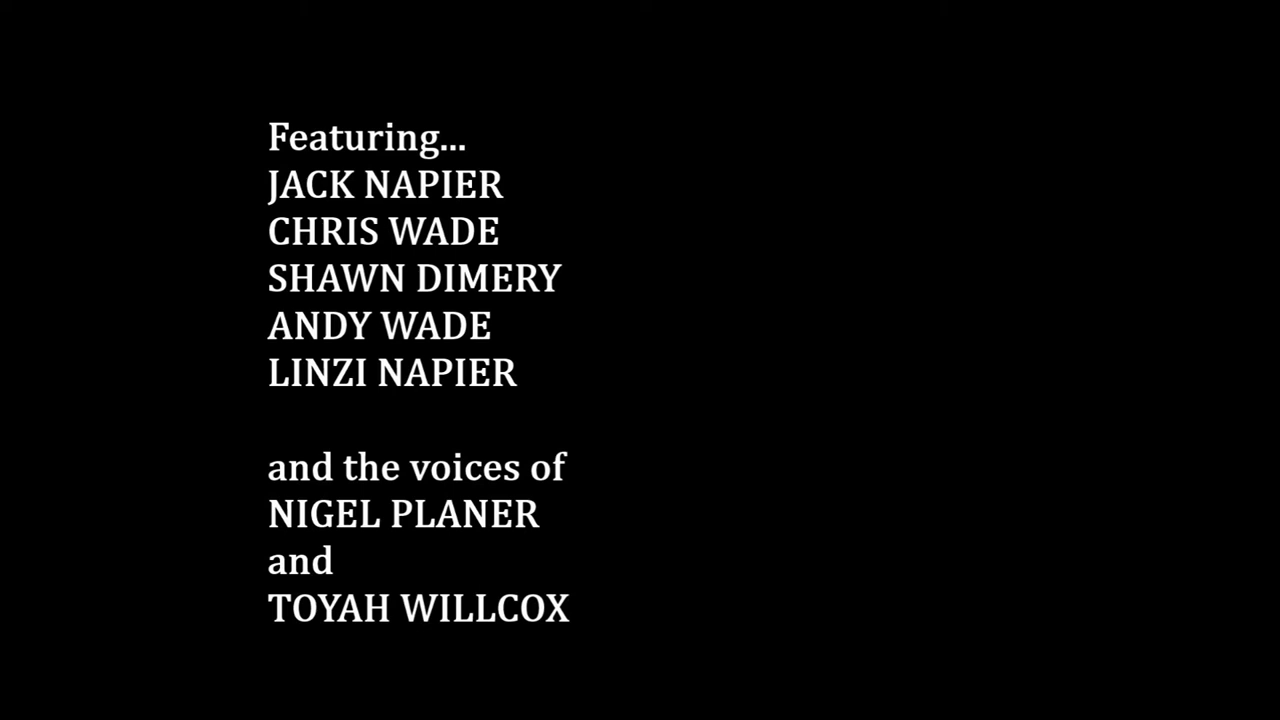 Featuring...
JACK NAPIER
CHRIS WADE
SHAWN DIMERY
ANDY WADE
LINZI NAPIER
and the voices of
NIGEL PLANER
and
TOYAH WILLCOX